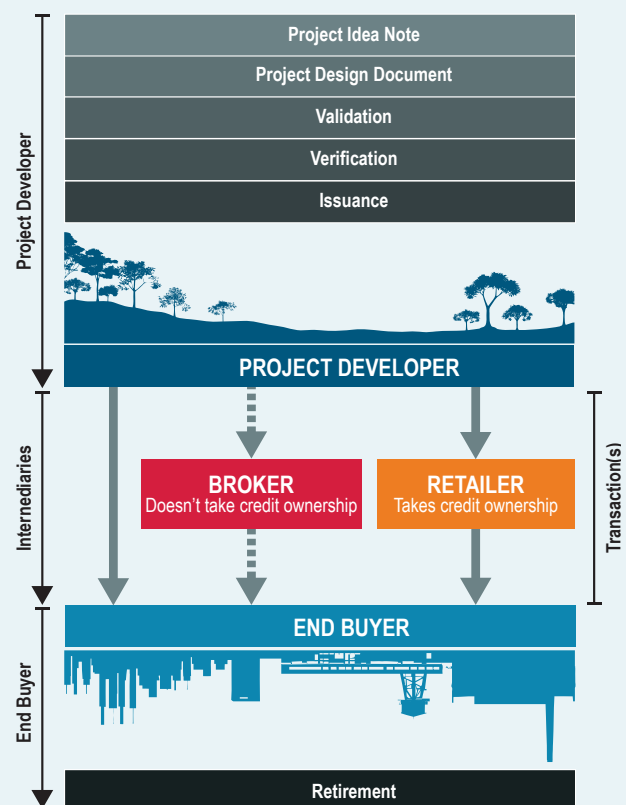 Project Idea Note
Project Design Document
Validation
Verification
Issuance
Project Developer
PROJECT DEVELOPER
BROKER
Doesn't take credit ownership
RETAILER
Takes credit ownership
Internediaries
Transaction(s)
END BUYER
End Buyer
Retirement